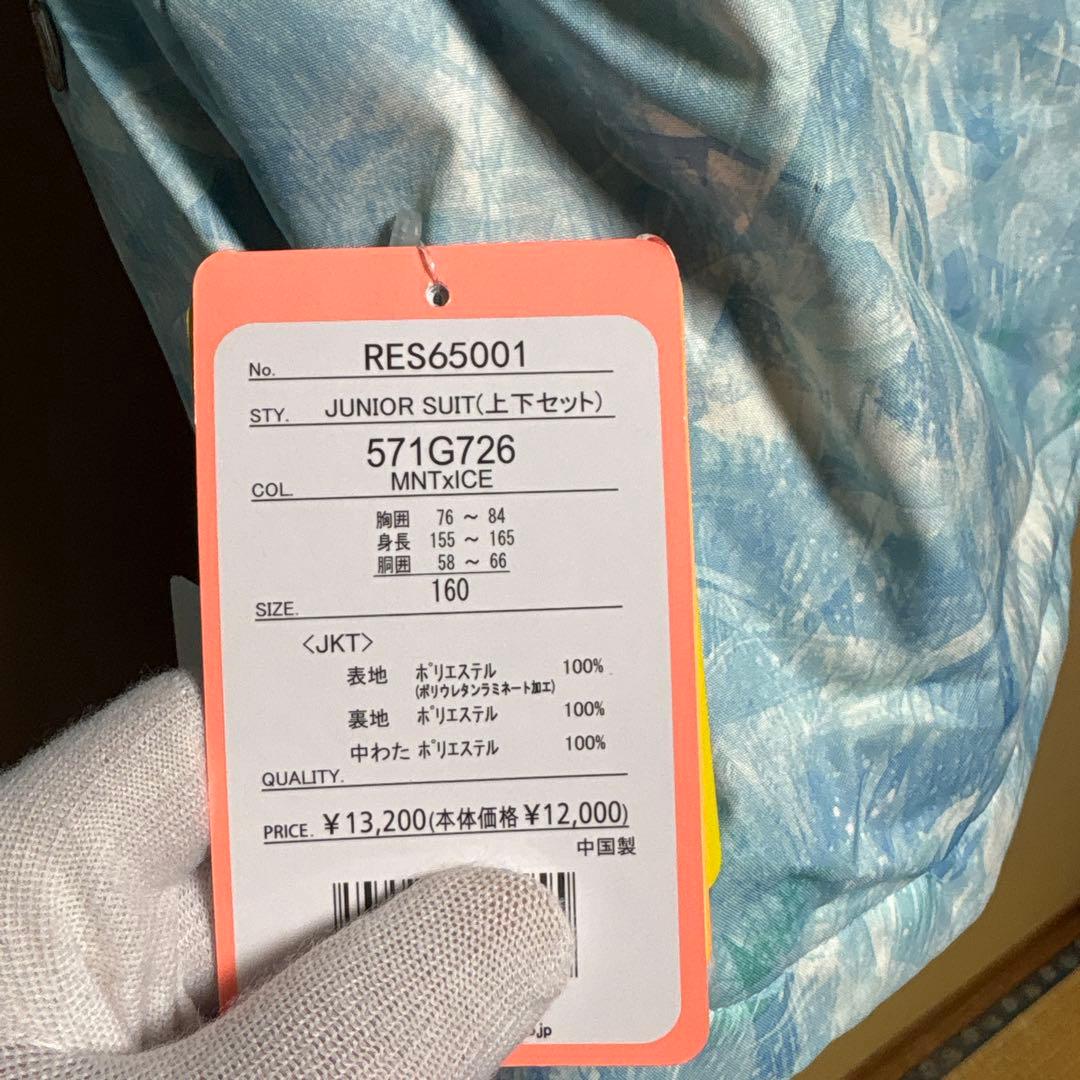 No. RES65001
STY. JUNIOR SUIT(上下セット)
571G726
COL. MNTxICE
胸囲 76 ~ 84
身長 155 ~ 165
胴囲 58 ~ 66
160
SIZE.
<JKT>
表地 ポリエステル 100%
(ポリウレタンラミネート加工)
裏地 ポリエステル 100%
中わた ポリエステル 100%
QUALITY.
PRICE. ¥13,200(本体価格¥12,000)
中国製
jp